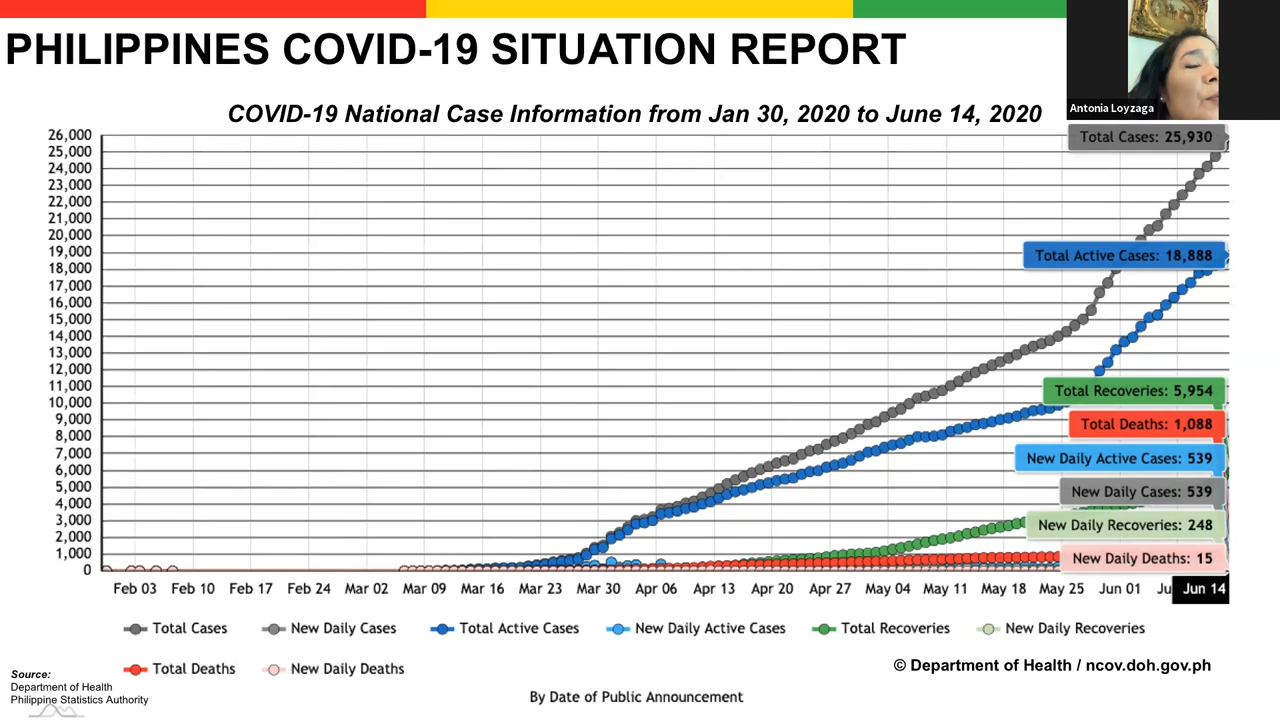 PHILIPPINES COVID-19 SITUATION REPORT
Antonia Loyzaga
COVID-19 National Case Information from Jan 30, 2020 to June 14, 2020
26,000
25,000
24,000
23,000
22,000
21,000
20,000
19,000
18,000
17,000
16,000
15,000
14,000
13,000
12,000
11,000
10,000
9,000
8,000
7,000
6,000
5,000
4,000
3,000
2,000
1,000
0
Total Cases: 25,930
Total Active Cases: 18,888
Total Recoveries: 5,954
Total Deaths: 1,088
New Daily Active Cases: 539
New Daily Cases: 539
New Daily Recoveries: 248
New Daily Deaths: 15
Feb 03 Feb 10 Feb 17 Feb 24 Mar 02 Mar 09 Mar 16 Mar 23 Mar 30 Apr 06 Apr 13 Apr 20 Apr 27 May 04 May 11 May 18 May 25 Jun 01 Ju Jun 14
Total Cases New Daily Cases Total Active Cases New Daily Active Cases Total Recoveries New Daily Recoveries
Total Deaths New Daily Deaths
© Department of Health / ncov.doh.gov.ph
Source:
Department of Health
Philippine Statistics Authority
By Date of Public Announcement